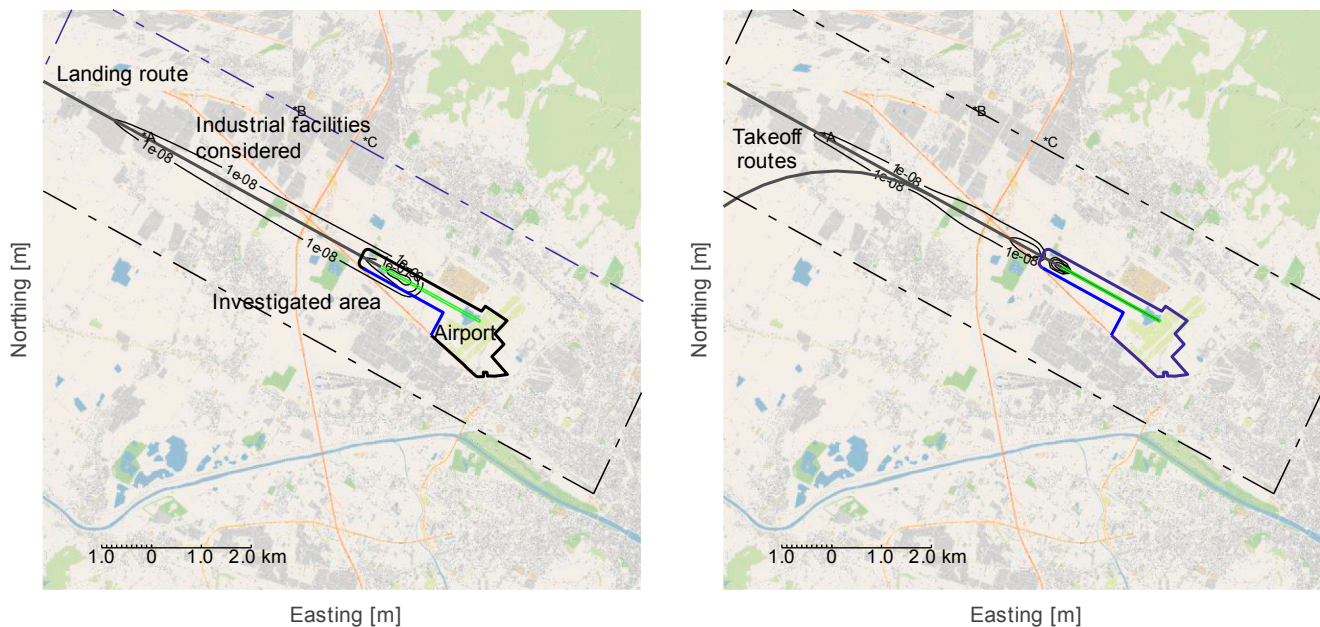 Landing route
*B
Industrial facilities
considered
*C
*A
1e-08
1e-08
1e-08
Investigated area
Airport
1.0 0 1.0 2.0 km
Northing [m]
Easting [m]
*B
*C
Takeoff
routes
*A
1e-08
1e-08
1e-08
1.0 0 1.0 2.0 km
Northing [m]
Easting [m]